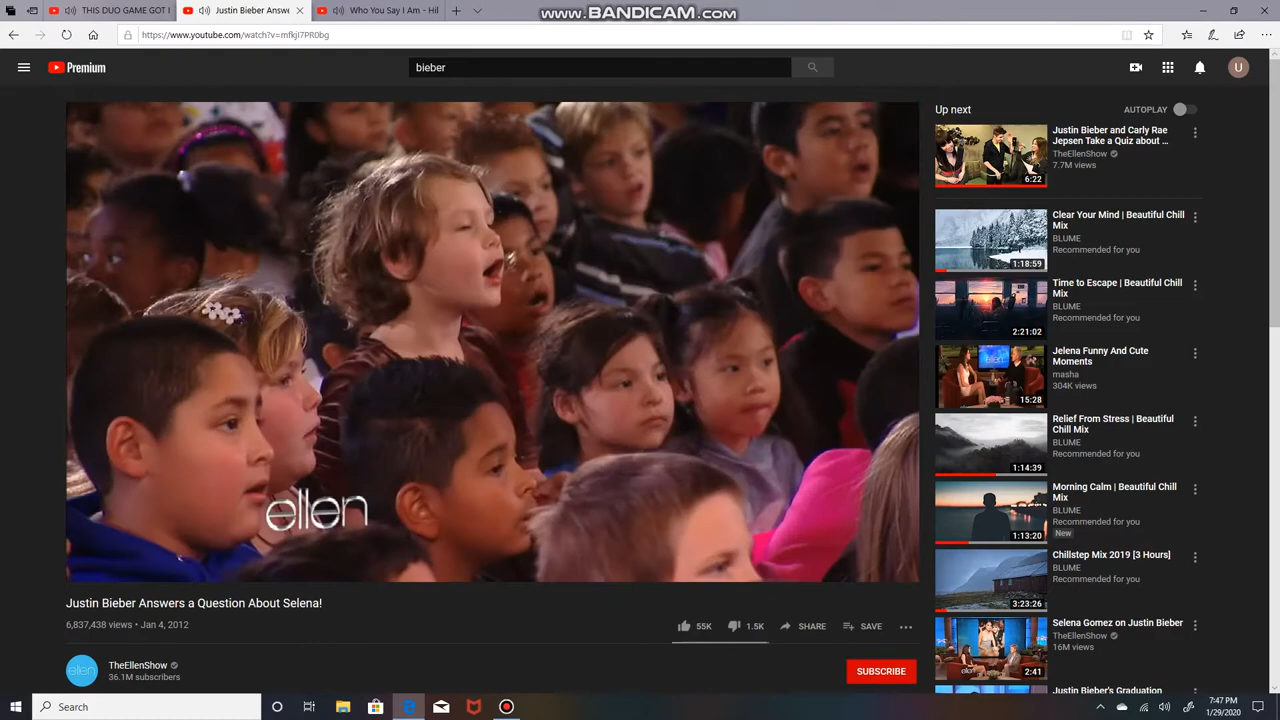 THIS DUO GAME GOT I
Justin Bieber Answe
Who You Say I Am - Hil
www.BANDICAM.com
https://www.youtube.com/watch?v=mfkjI7PR0bg
Premium
bieber
U
ellen
Justin Bieber Answers a Question About Selena!
6,837,438 views • Jan 4, 2012
55K
1.5K
SHARE
SAVE
ellen
TheEllenShow
36.1M subscribers
SUBSCRIBE
Up next
AUTOPLAY
6:22
Justin Bieber and Carly Rae
Jepsen Take a Quiz about ...
TheEllenShow
7.7M views
1:18:59
Clear Your Mind | Beautiful Chill
Mix
BLUME
Recommended for you
2:21:02
Time to Escape | Beautiful Chill
Mix
BLUME
Recommended for you
ellen
15:28
Jelena Funny And Cute
Moments
masha
304K views
1:14:39
Relief From Stress | Beautiful
Chill Mix
BLUME
Recommended for you
1:13:20
Morning Calm | Beautiful Chill
Mix
BLUME
Recommended for you
New
3:23:26
Chillstep Mix 2019 [3 Hours]
BLUME
Recommended for you
ellen
2:41
Selena Gomez on Justin Bieber
TheEllenShow
16M views
Justin Bieber's Graduation
Search
7:47 PM
1/29/2020